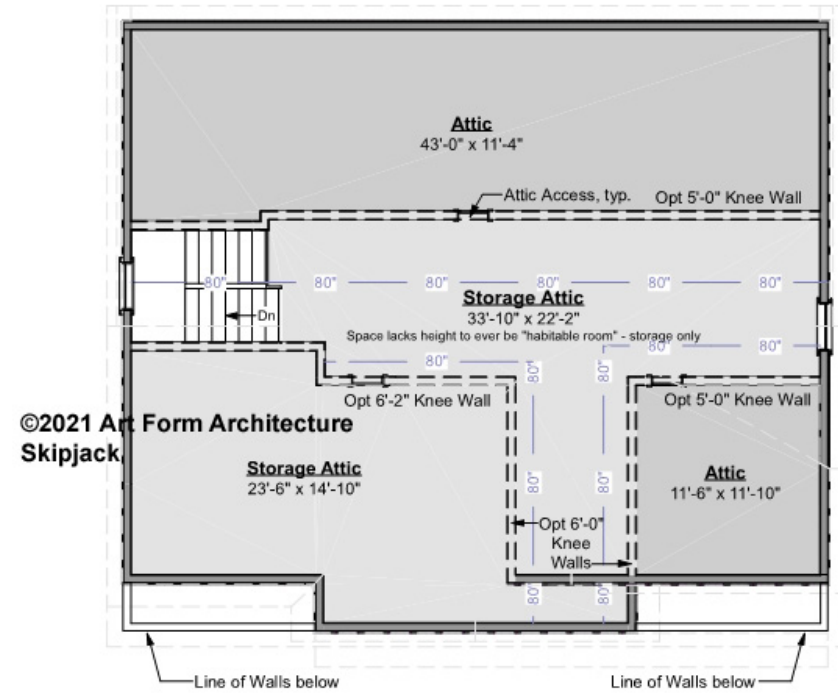 Attic
43'-0" x 11'-4"
Attic Access, typ.
Opt 5'-0" Knee Wall
80" 80" 80" 80" 80" 80"
Storage Attic
33'-10" x 22'-2"
Dn
Space lacks height to ever be "habitable room" - storage only
80" 80" 80"
80" 80"
Opt 6'-2" Knee Wall
Opt 5'-0" Knee Wall
©2021 Art Form Architecture
Skipjack
Storage Attic
23'-6" x 14'-10"
Attic
11'-6" x 11'-10"
80" 80"
Opt 6'-0"
Knee
Walls
80" 80"
Line of Walls below
Line of Walls below